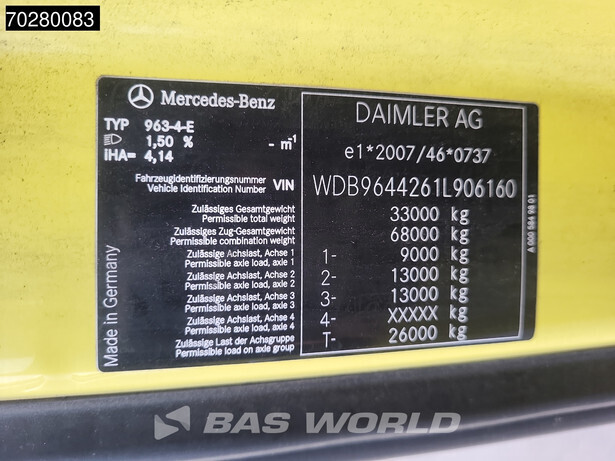 70280083
Mercedes-Benz
TYP 963-4-E
1,50 % - m⁻¹
iHA= 4,14
Fahrzeugidentifizierungsnummer
Vehicle Identification Number VIN
DAIMLER AG
e1*2007/46*0737
WDB9644261L906160
Zulässiges Gesamtgewicht
Permissible total weight 33000 kg
Zulässiges Zug-Gesamtgewicht
Permissible combination weight 68000 kg
Zulässige Achslast, Achse 1
Permissible axle load, axle 1 1- 9000 kg
Zulässige Achslast, Achse 2
Permissible axle load, axle 2 2- 13000 kg
Zulässige Achslast, Achse 3
Permissible axle load, axle 3 3- 13000 kg
Zulässige Achslast, Achse 4
Permissible axle load, axle 4 4- XXXXX kg
Zulässige Last der Achsgruppe
Permissible load on axle group T- 26000 kg
Made in Germany
A 000 584 98 01
BAS WORLD